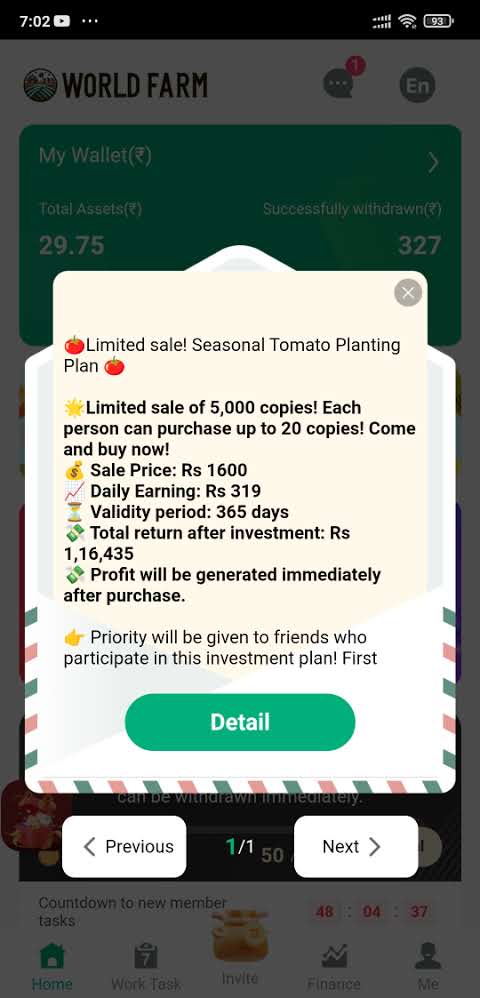 7:02
93
WORLD FARM
1
En
My Wallet(₹)
Total Assets(₹)
Successfully withdrawn(₹)
29.75
327
🍅Limited sale! Seasonal Tomato Planting
Plan 🍅
🌟Limited sale of 5,000 copies! Each
person can purchase up to 20 copies! Come
and buy now!
💰 Sale Price: Rs 1600
📈 Daily Earning: Rs 319
⏳ Validity period: 365 days
💸 Total return after investment: Rs
1,16,435
💸 Profit will be generated immediately
after purchase.
👉 Priority will be given to friends who
participate in this investment plan! First
Detail
can be withdrawn immediately.
Previous
1/1
Next
50
Countdown to new member
tasks
48 : 04 : 37
7
Home
Work Task
Invite
Finance
Me